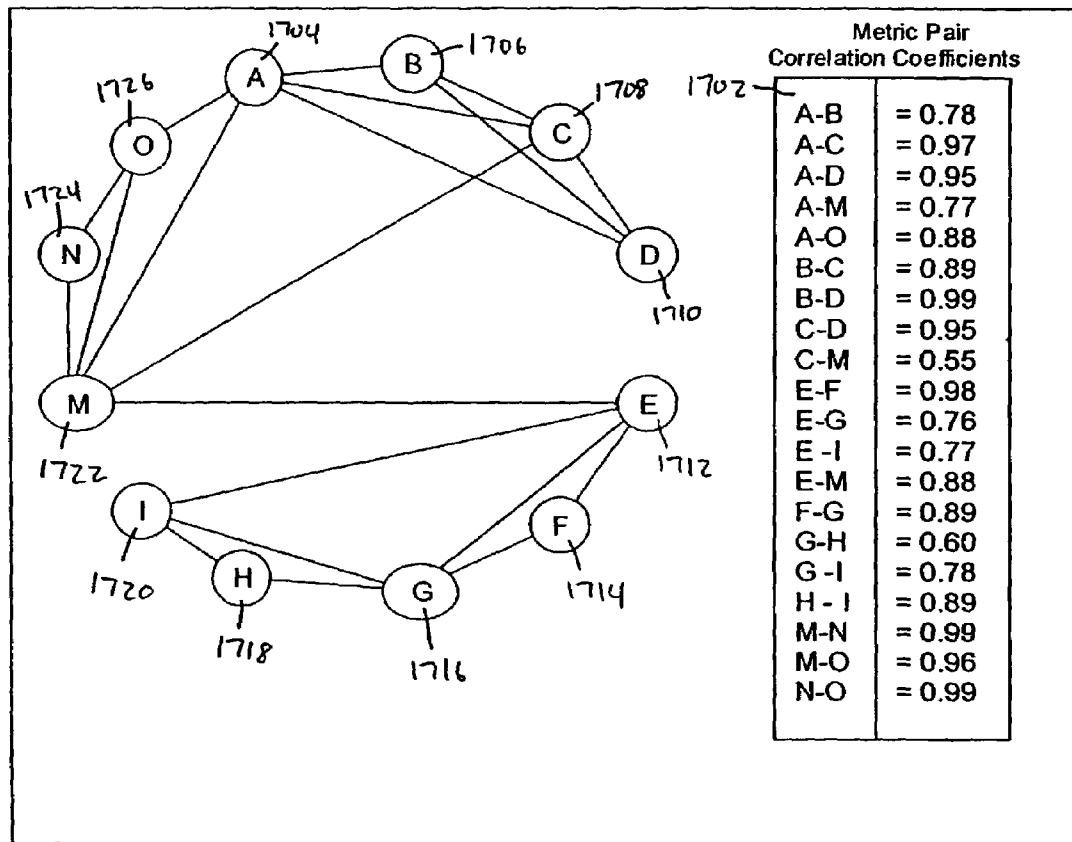 Metric Pair
Correlation Coefficients
1702
A-B = 0.78
A-C = 0.97
A-D = 0.95
A-M = 0.77
A-O = 0.88
B-C = 0.89
B-D = 0.99
C-D = 0.95
C-M = 0.55
E-F = 0.98
E-G = 0.76
E-I = 0.77
E-M = 0.88
F-G = 0.89
G-H = 0.60
G-I = 0.78
H-I = 0.89
M-N = 0.99
M-O = 0.96
N-O = 0.99
1704
A
1706
B
1708
C
1726
O
1724
N
D
1710
M
1722
E
1712
I
1720
H
1718
G
1716
F
1714